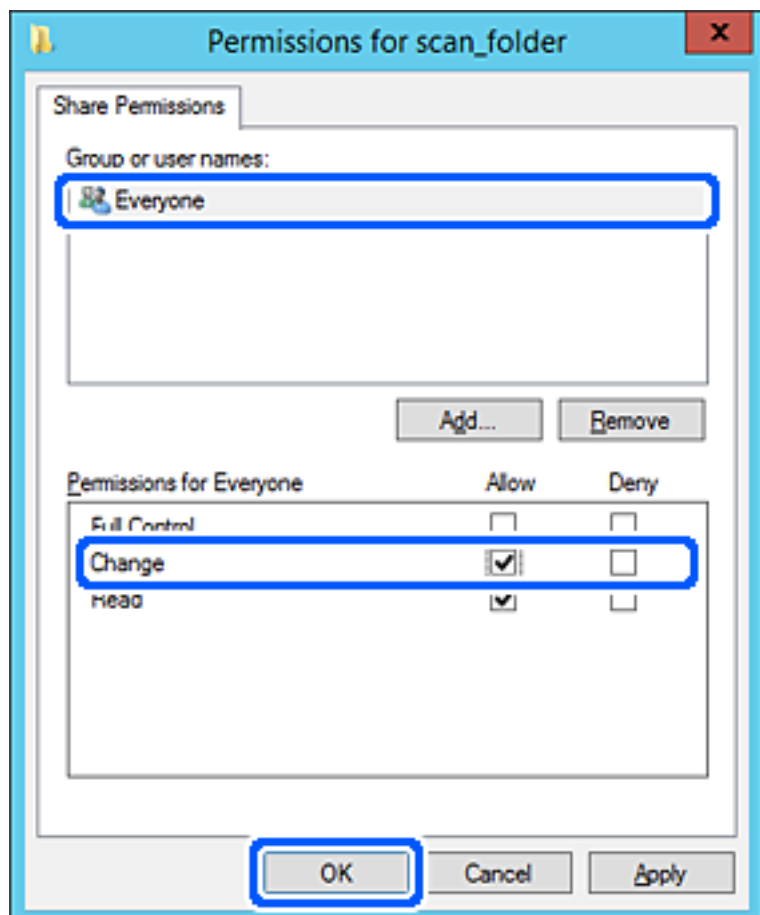 Permissions for scan_folder
Share Permissions
Group or user names:
Everyone
Add... Remove
Permissions for Everyone Allow Deny
Full Control
Change
Read
OK Cancel Apply